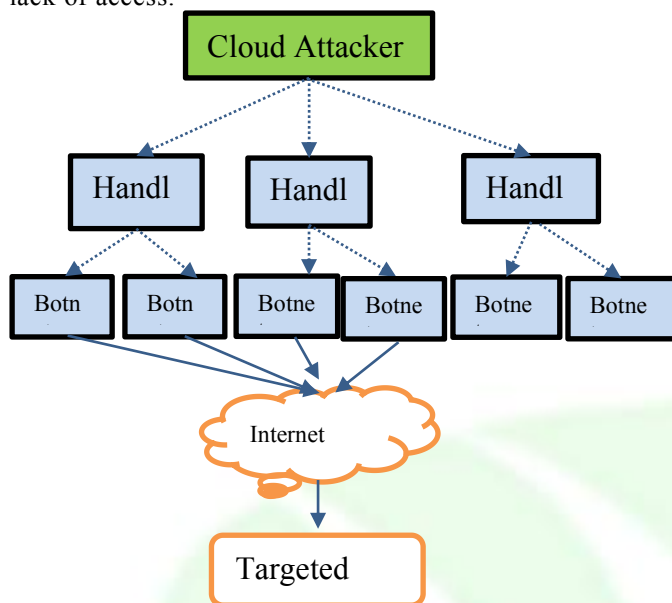 lack of access.
Cloud Attacker
Handl
Handl
Handl
Botn
Botn
Botne
Botne
Botne
Botne
Internet
Targeted